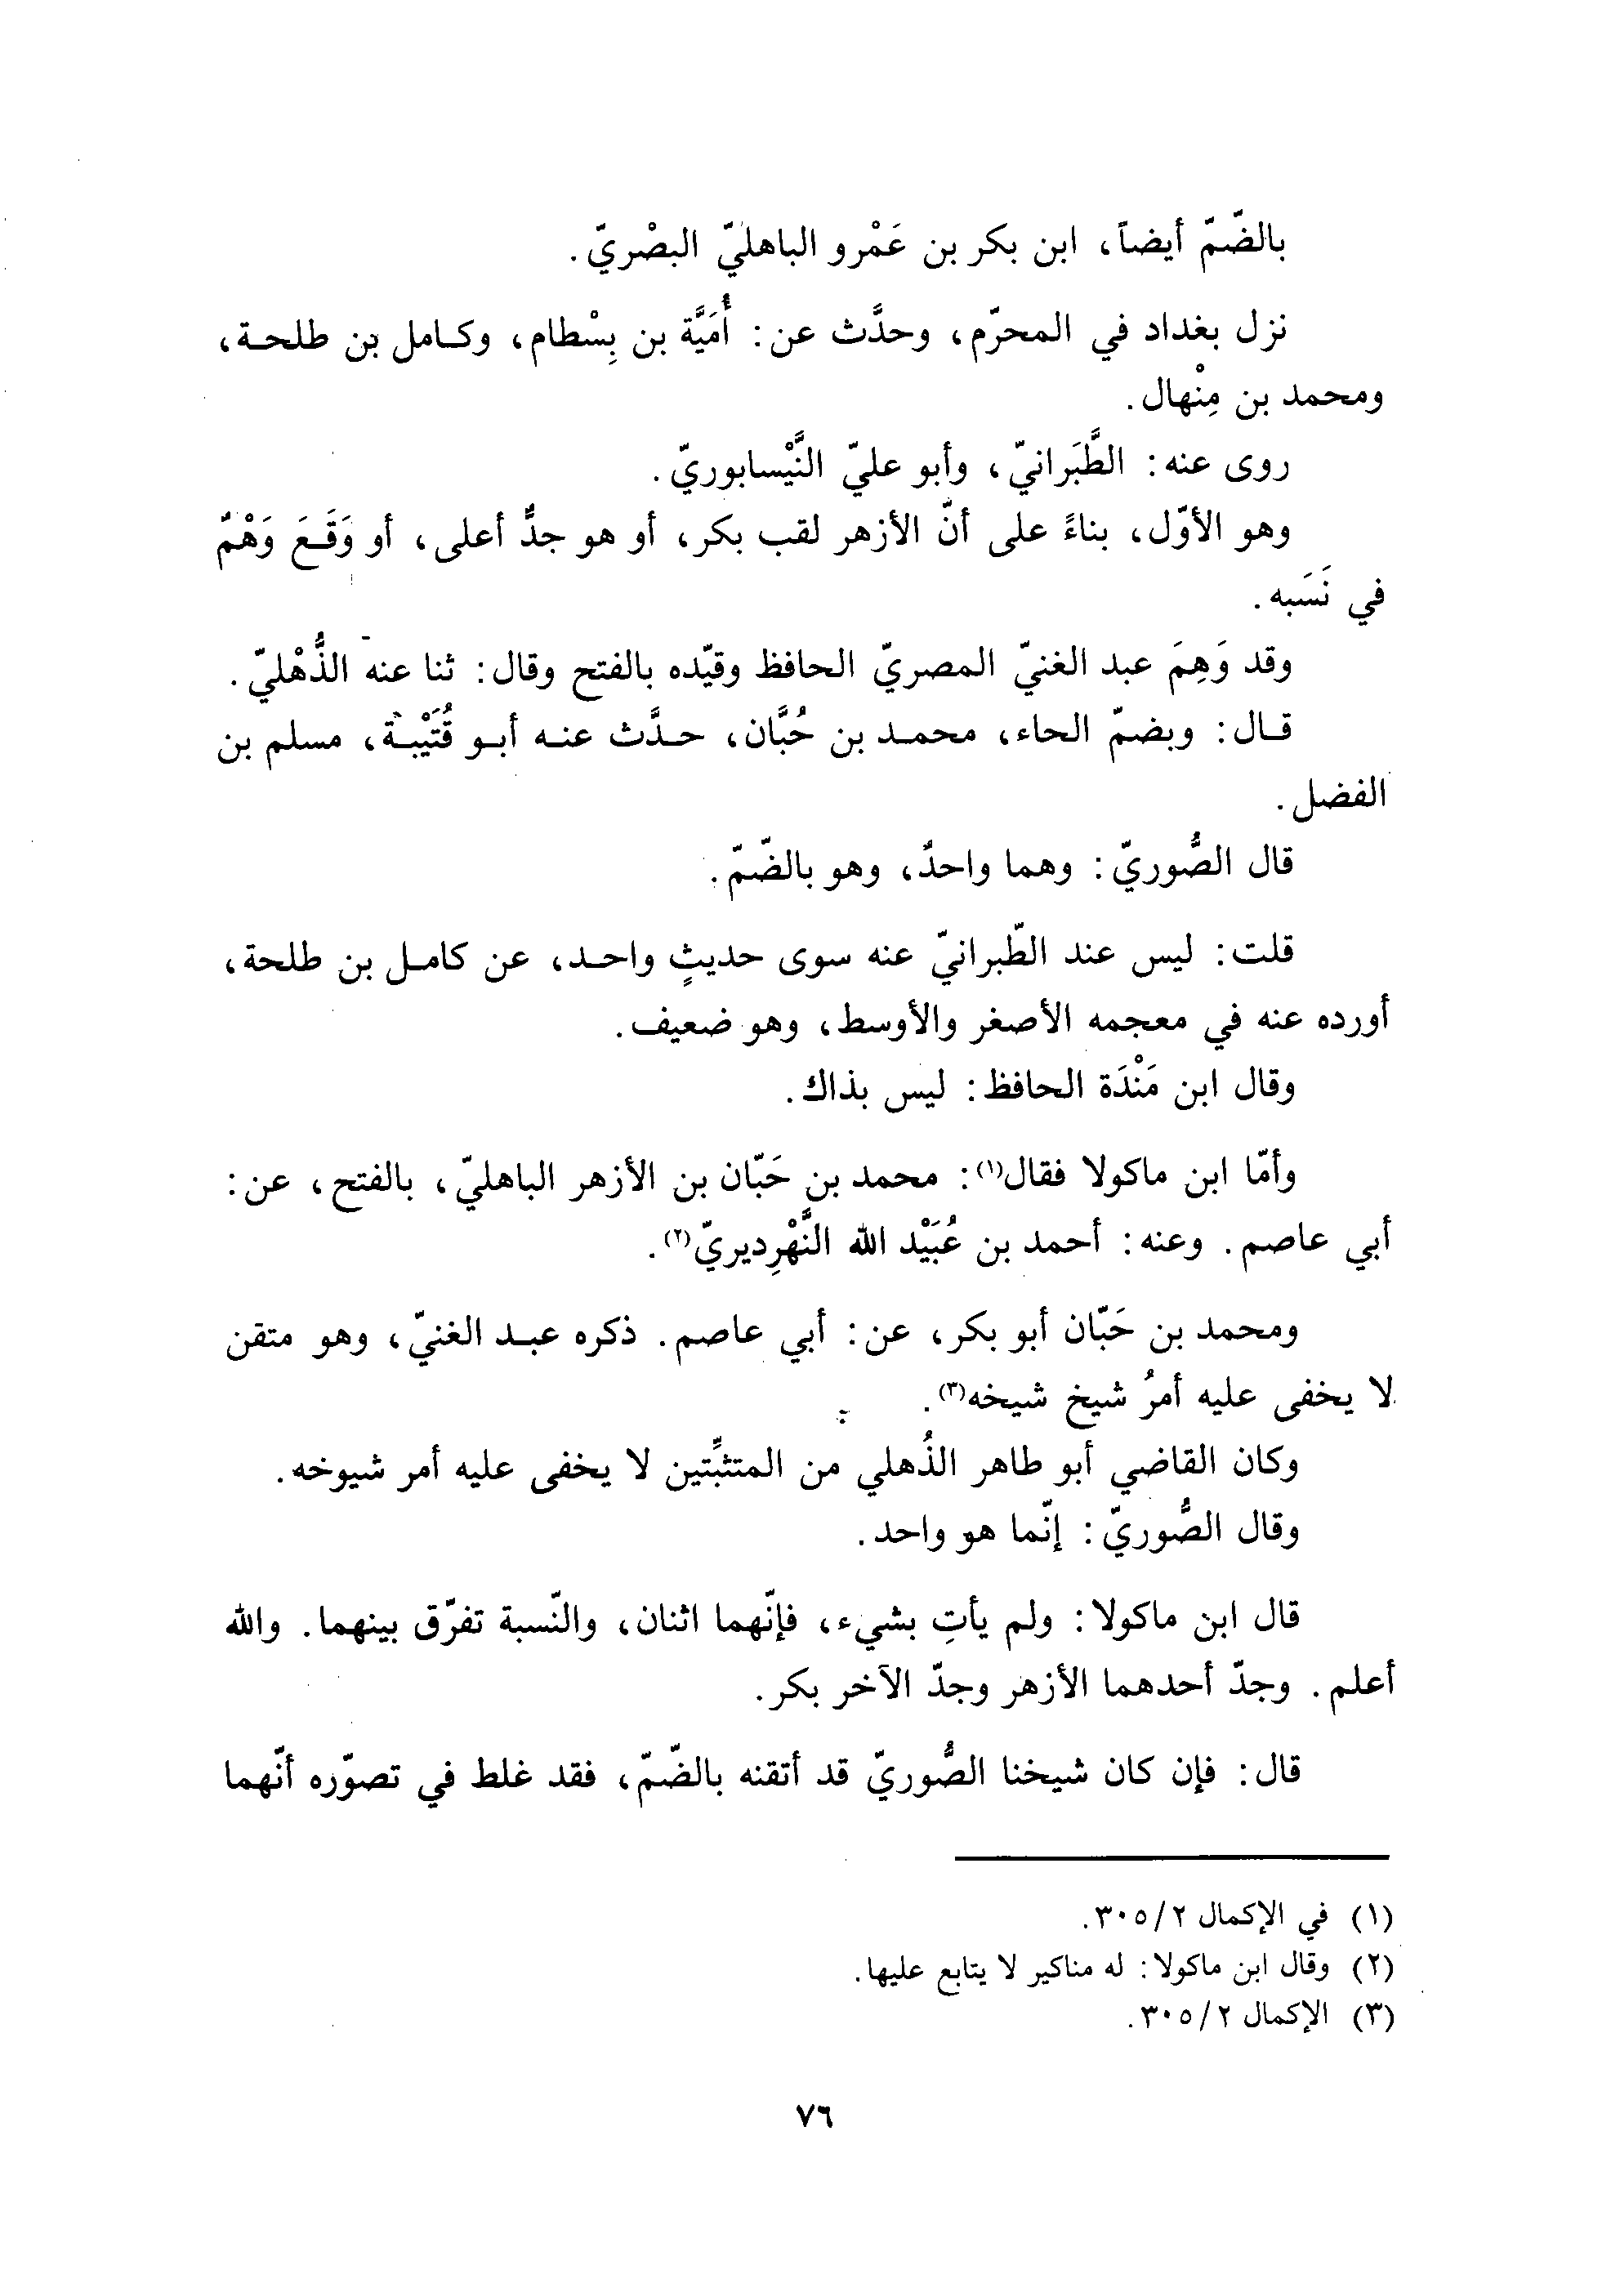 بالضّمّ أيضاً، ابن بكر بن عَمْرو الباهليّ البصْريّ.
نزل بغداد في المحرّم، وحدَّث عن: أُمَيَّة بن بِسْطام، وكامل بن طلحة،
ومحمد بن مِنْهال.
روى عنه: الطَّبَرانيّ، وأبو عليّ النَّيْسابوريّ.
وهو الأوّل، بناءً على أنّ الأزهر لقب بكر، أو هو جدٌّ أعلى، أو وَقَعَ وَهْمٌ
في نَسَبه.
وقد وَهِمَ عبد الغنيّ المصريّ الحافظ وقيّده بالفتح وقال: ثنا عنه الذُّهْليّ.
قال: وبضمّ الحاء، محمد بن حُبَّان، حدَّث عنه أبو قُتَيْبة، مسلم بن
الفضل.
قال الصُّوريّ: وهما واحدٌ، وهو بالضّمّ.
قلت: ليس عند الطّبرانيّ عنه سوى حديثٍ واحد، عن كامل بن طلحة،
أورده عنه في معجمه الأصغر والأوسط، وهو ضعيف.
وقال ابن مَنْدَة الحافظ: ليس بذاك.
وأمّا ابن ماكولا فقال(١): محمد بن حَبّان بن الأزهر الباهليّ، بالفتح، عن:
أبي عاصم. وعنه: أحمد بن عُبَيْد الله النَّهْرِديريّ(٢).
ومحمد بن حَبّان أبو بكر، عن: أبي عاصم. ذكره عبد الغنيّ، وهو متقن
لا يخفى عليه أمرُ شيخ شيخه(٣).
وكان القاضي أبو طاهر الذُهلي من المتثبِّتين لا يخفى عليه أمر شيوخه.
وقال الصُّوريّ: إنّما هو واحد.
قال ابن ماكولا: ولم يأتِ بشيء، فإنّهما اثنان، والنّسبة تفرّق بينهما. والله
أعلم. وجدّ أحدهما الأزهر وجدّ الآخر بكر.
قال: فإن كان شيخنا الصُّوريّ قد أتقنه بالضّمّ، فقد غلط في تصوّره أنّهما
(١) في الإكمال ٢/٣٠٥.
(٢) وقال ابن ماكولا: له مناكير لا يتابع عليها.
(٣) الإكمال ٢/٣٠٥.
٧٦